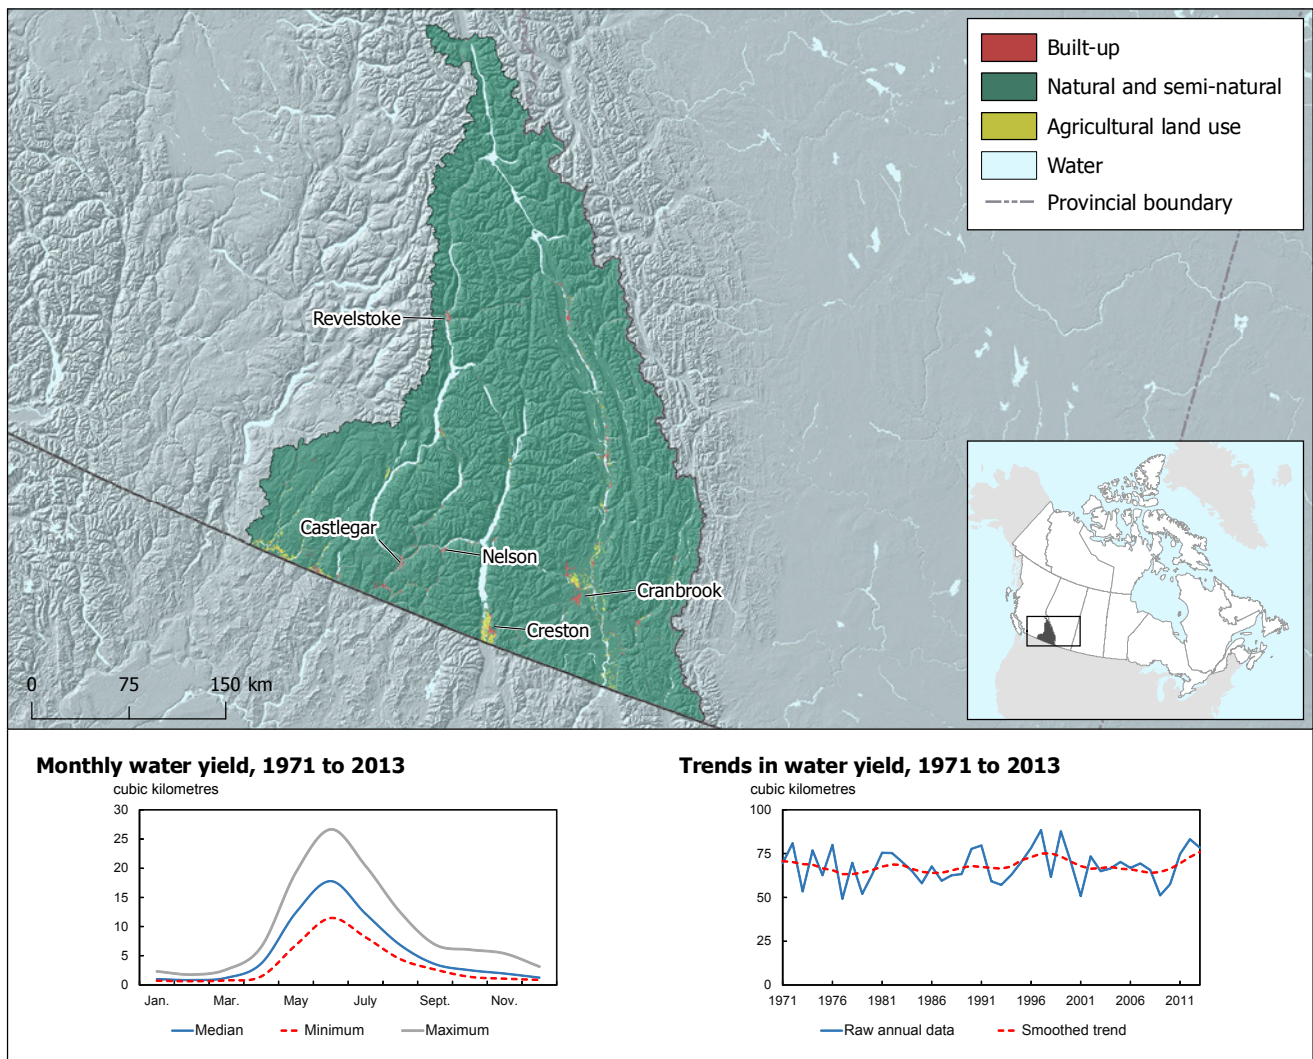 Built-up
Natural and semi-natural
Agricultural land use
Water
Provincial boundary
Revelstoke
Castlegar
Nelson
Cranbrook
Creston
0 75 150 km
Monthly water yield, 1971 to 2013
cubic kilometres
30
25
20
15
10
5
0
Jan. Mar. May July Sept. Nov.
Median Minimum Maximum
Trends in water yield, 1971 to 2013
cubic kilometres
100
75
50
25
0
1971 1976 1981 1986 1991 1996 2001 2006 2011
Raw annual data Smoothed trend